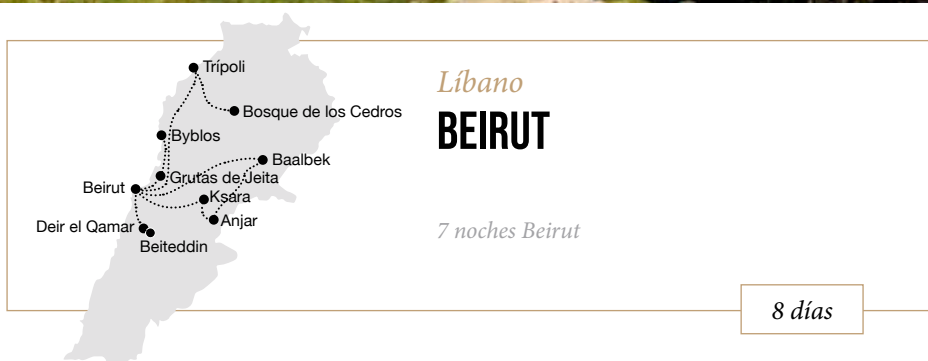 Trípoli
Bosque de los Cedros
Byblos
Baalbek
Grutas de Jeita
Beirut
Ksara
Anjar
Deir el Qamar
Beiteddin
Líbano
BEIRUT
7 noches Beirut
8 días